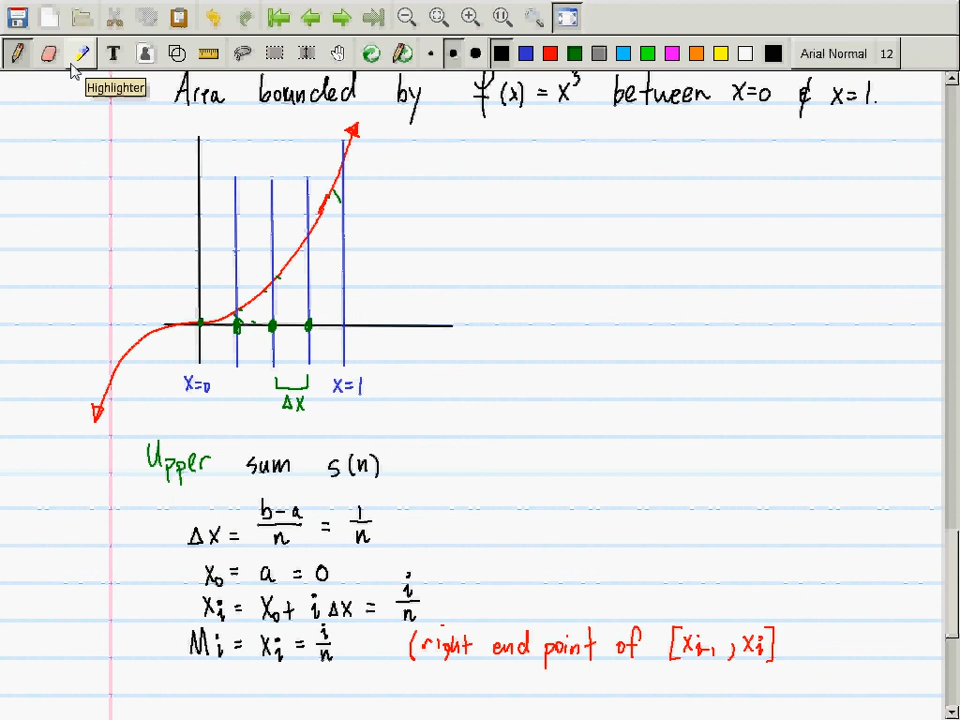 Arial Normal 12
Highlighter
Area bounded by f(x) = x³ between x=0 & x=1.
x=0 x=1
Δx
Upper sum s(n)
Δx = b-a/n = 1/n
x₀ = a = 0
xᵢ = x₀ + i Δx = i/n
Mᵢ = xᵢ = i/n (right end point of [xᵢ₋₁, xᵢ]